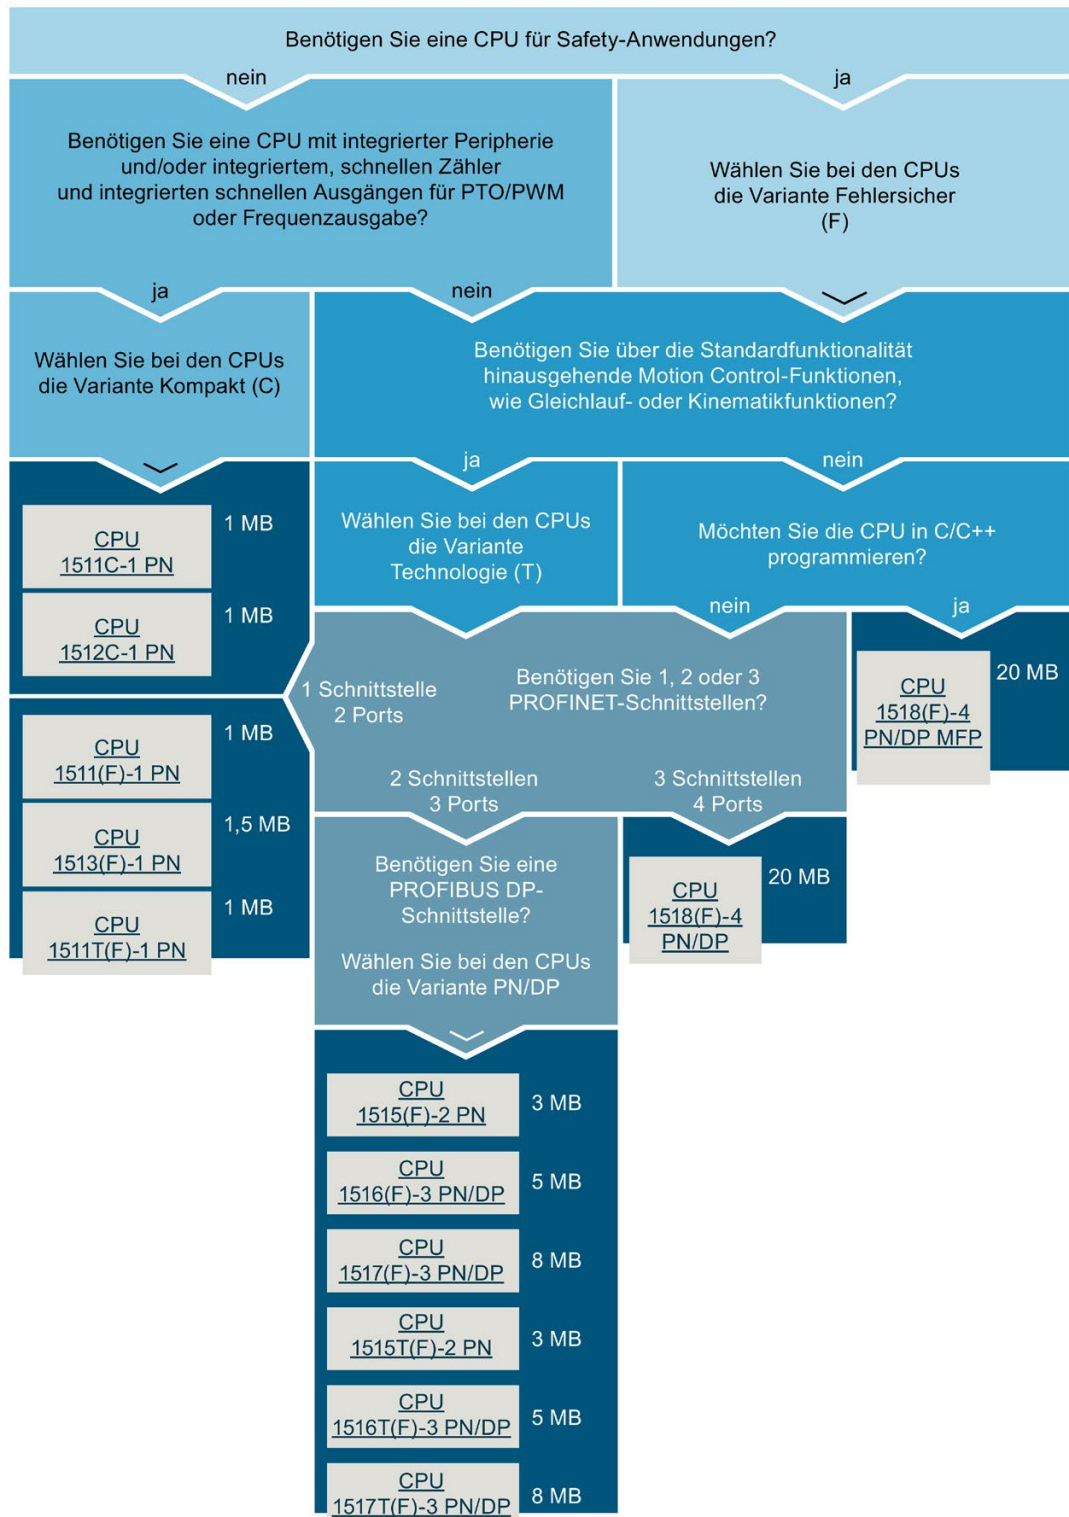 Benötigen Sie eine CPU für Safety-Anwendungen?
nein
ja
Benötigen Sie eine CPU mit integrierter Peripherie
und/oder integriertem, schnellen Zähler
und integrierten schnellen Ausgängen für PTO/PWM
oder Frequenzausgabe?
Wählen Sie bei den CPUs
die Variante Fehlersicher
(F)
ja
nein
Wählen Sie bei den CPUs
die Variante Kompakt (C)
Benötigen Sie über die Standardfunktionalität
hinausgehende Motion Control-Funktionen,
wie Gleichlauf- oder Kinematikfunktionen?
ja
nein
CPU
1511C-1 PN
1 MB
CPU
1512C-1 PN
1 MB
Wählen Sie bei den CPUs
die Variante
Technologie (T)
Möchten Sie die CPU in C/C++
programmieren?
nein
ja
1 Schnittstelle
2 Ports
Benötigen Sie 1, 2 oder 3
PROFINET-Schnittstellen?
CPU
1518(F)-4
PN/DP MFP
20 MB
CPU
1511(F)-1 PN
1 MB
CPU
1513(F)-1 PN
1,5 MB
CPU
1511T(F)-1 PN
1 MB
2 Schnittstellen
3 Ports
3 Schnittstellen
4 Ports
Benötigen Sie eine
PROFIBUS DP-
Schnittstelle?
Wählen Sie bei den CPUs
die Variante PN/DP
CPU
1518(F)-4
PN/DP
20 MB
CPU
1515(F)-2 PN
3 MB
CPU
1516(F)-3 PN/DP
5 MB
CPU
1517(F)-3 PN/DP
8 MB
CPU
1515T(F)-2 PN
3 MB
CPU
1516T(F)-3 PN/DP
5 MB
CPU
1517T(F)-3 PN/DP
8 MB